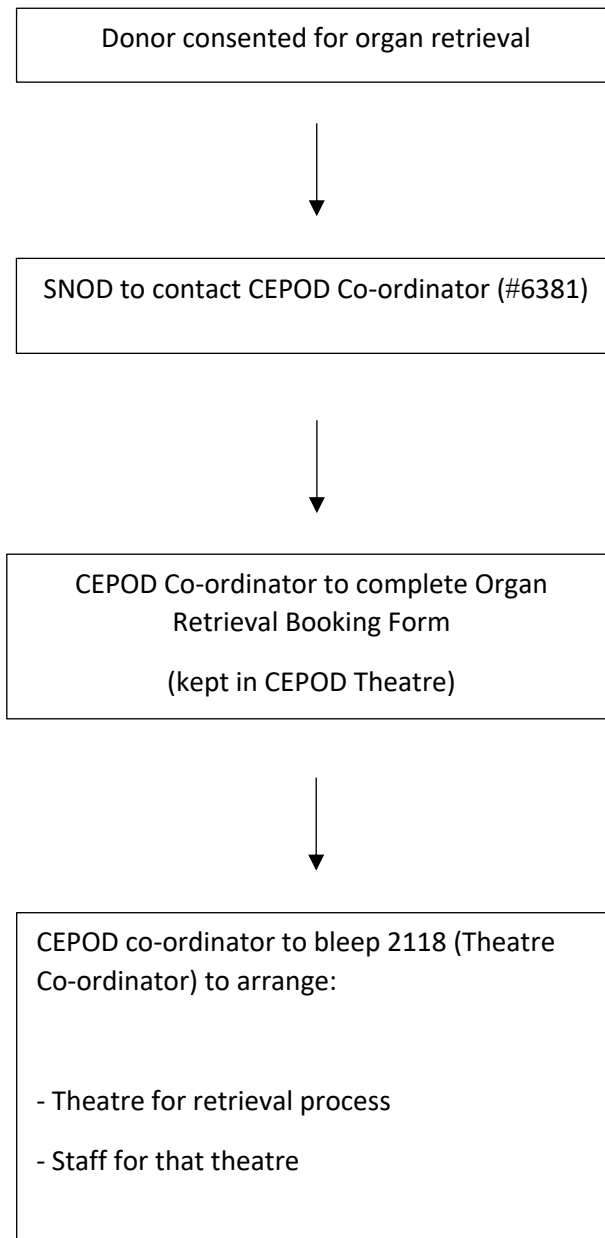 Donor consented for organ retrieval
SNOD to contact CEPOD Co-ordinator (#6381)
CEPOD Co-ordinator to complete Organ
Retrieval Booking Form
(kept in CEPOD Theatre)
CEPOD co-ordinator to bleep 2118 (Theatre
Co-ordinator) to arrange:
- Theatre for retrieval process
- Staff for that theatre